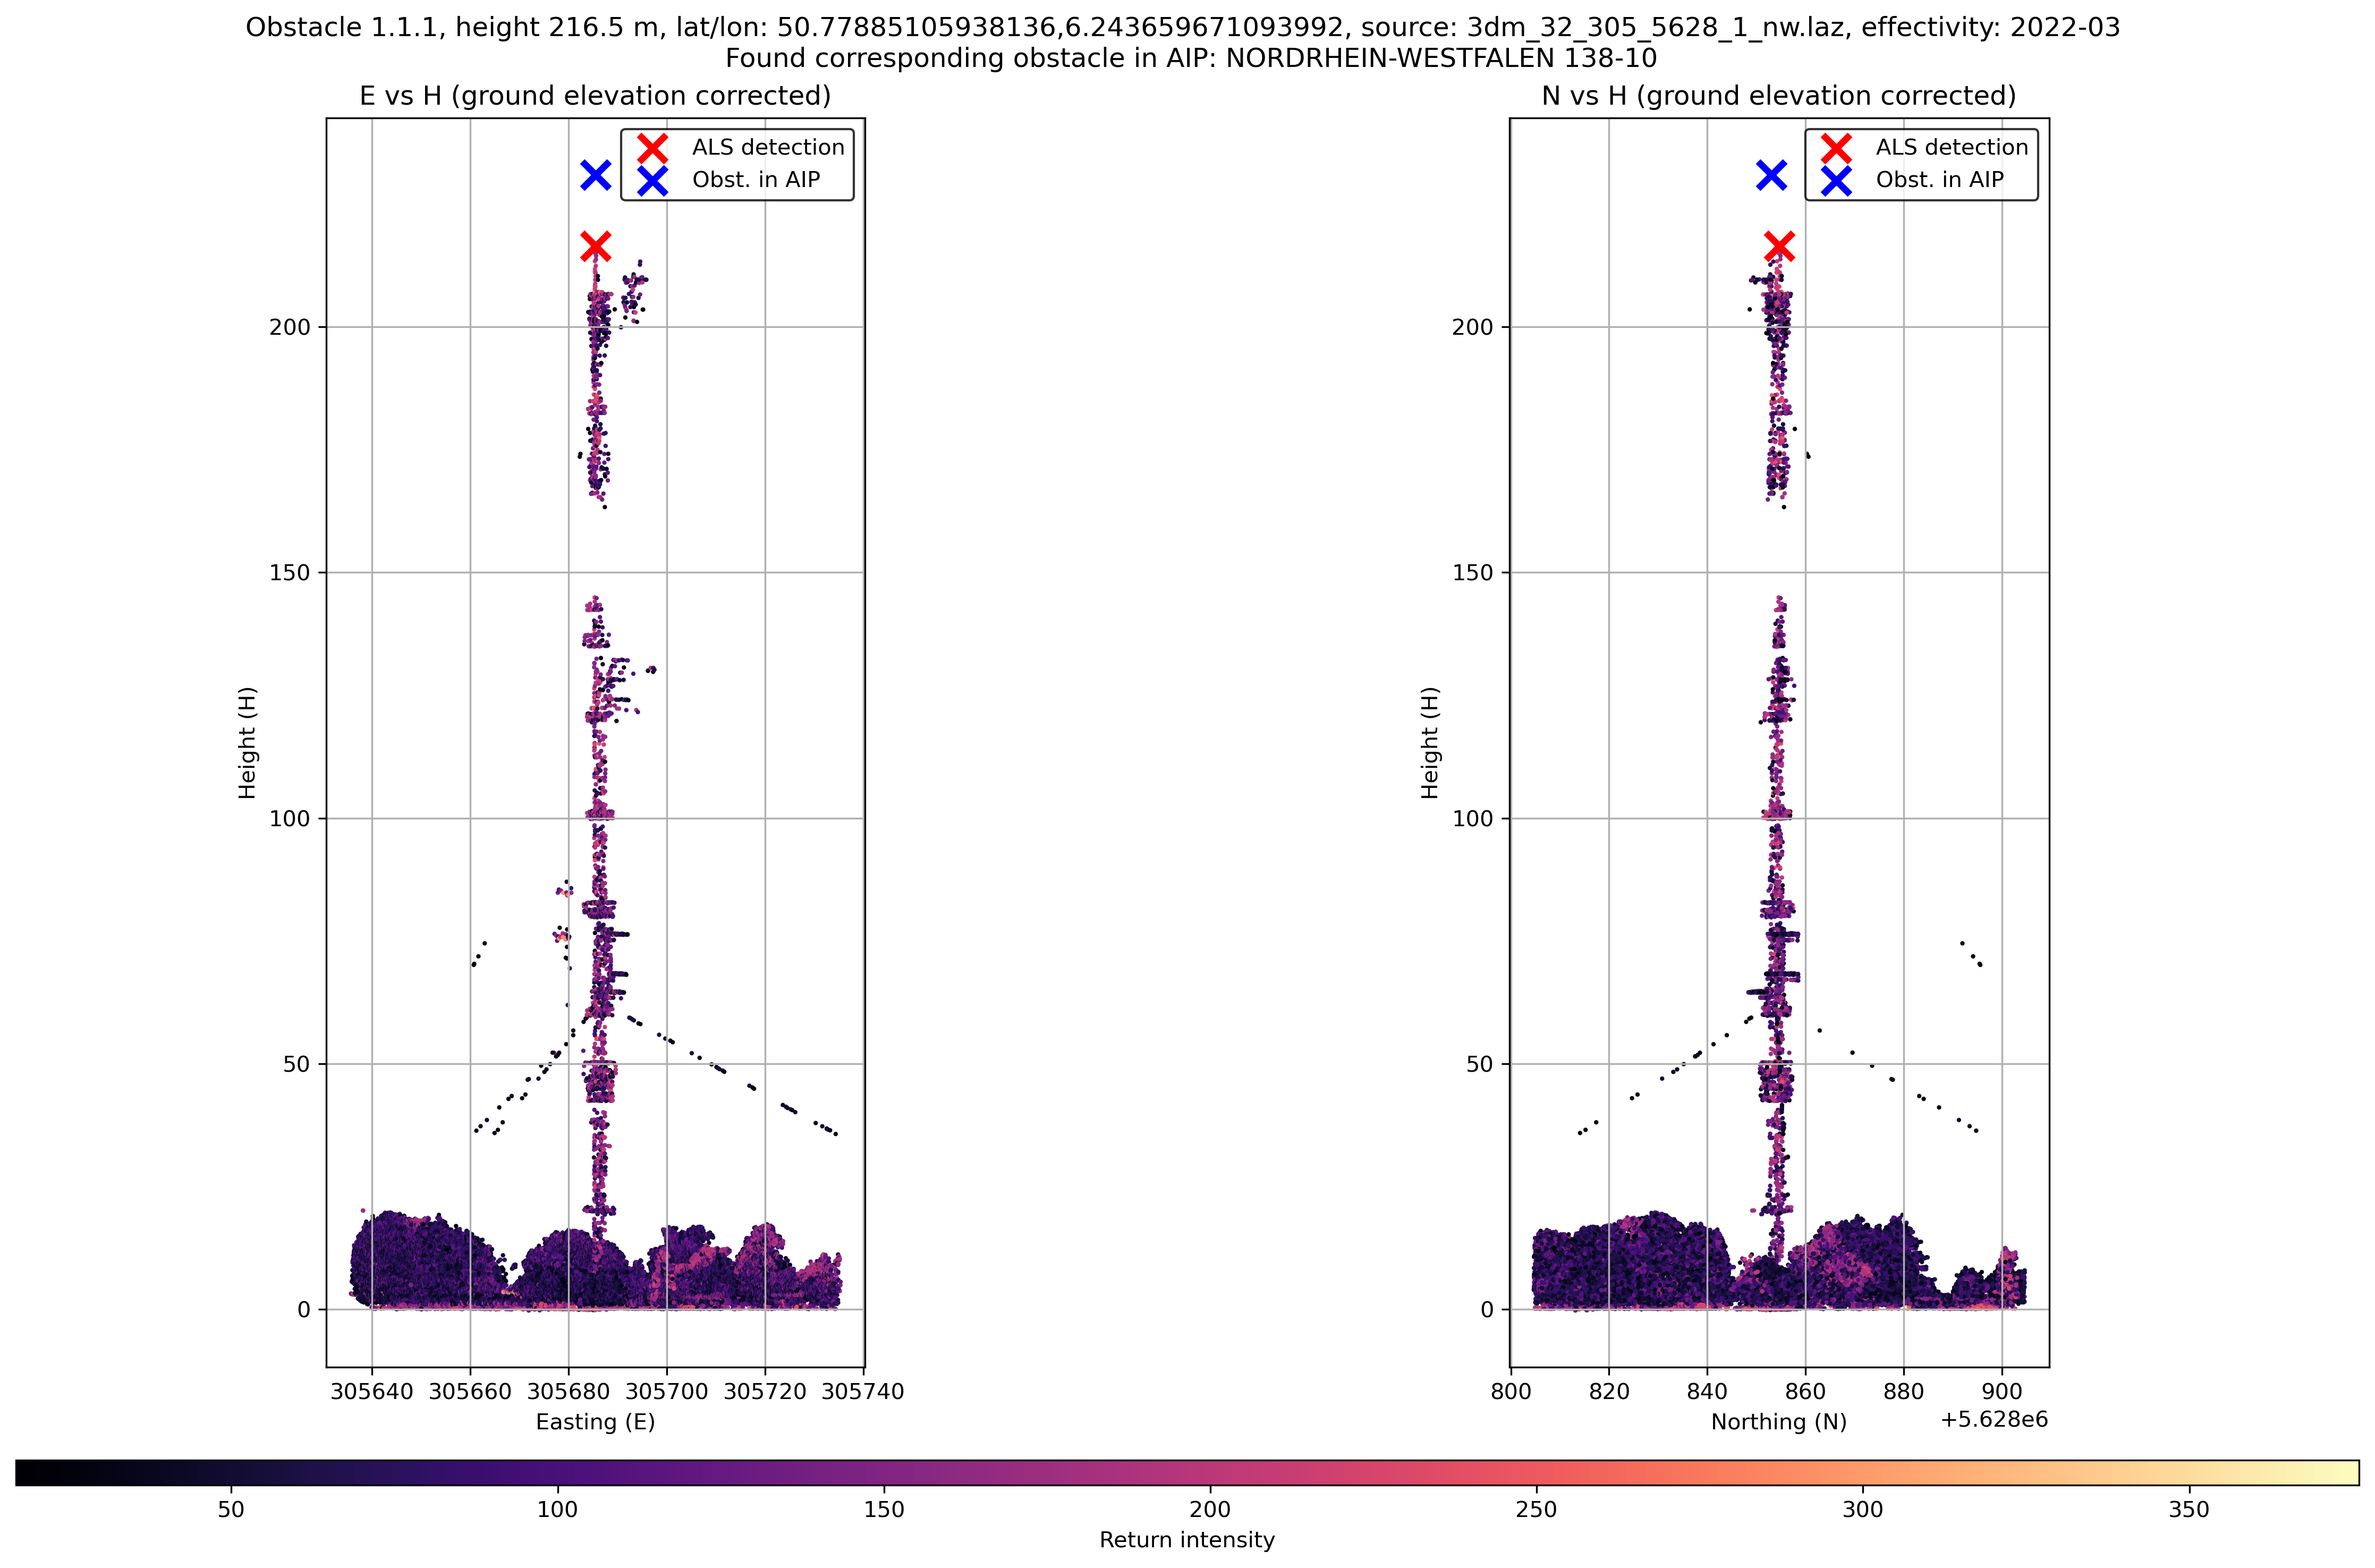 Obstacle 1.1.1, height 216.5 m, lat/lon: 50.77885105938136,6.243659671093992, source: 3dm_32_305_5628_1_nw.laz, effectivity: 2022-03
Found corresponding obstacle in AIP: NORDRHEIN-WESTFALEN 138-10
E vs H (ground elevation corrected)
ALS detection
Obst. in AIP
200
150
100
50
0
Height (H)
305640 305660 305680 305700 305720 305740
Easting (E)
N vs H (ground elevation corrected)
ALS detection
Obst. in AIP
200
150
100
50
0
Height (H)
800 820 840 860 880 900
Northing (N)
+5.628e6
50 100 150 200 250 300 350
Return intensity